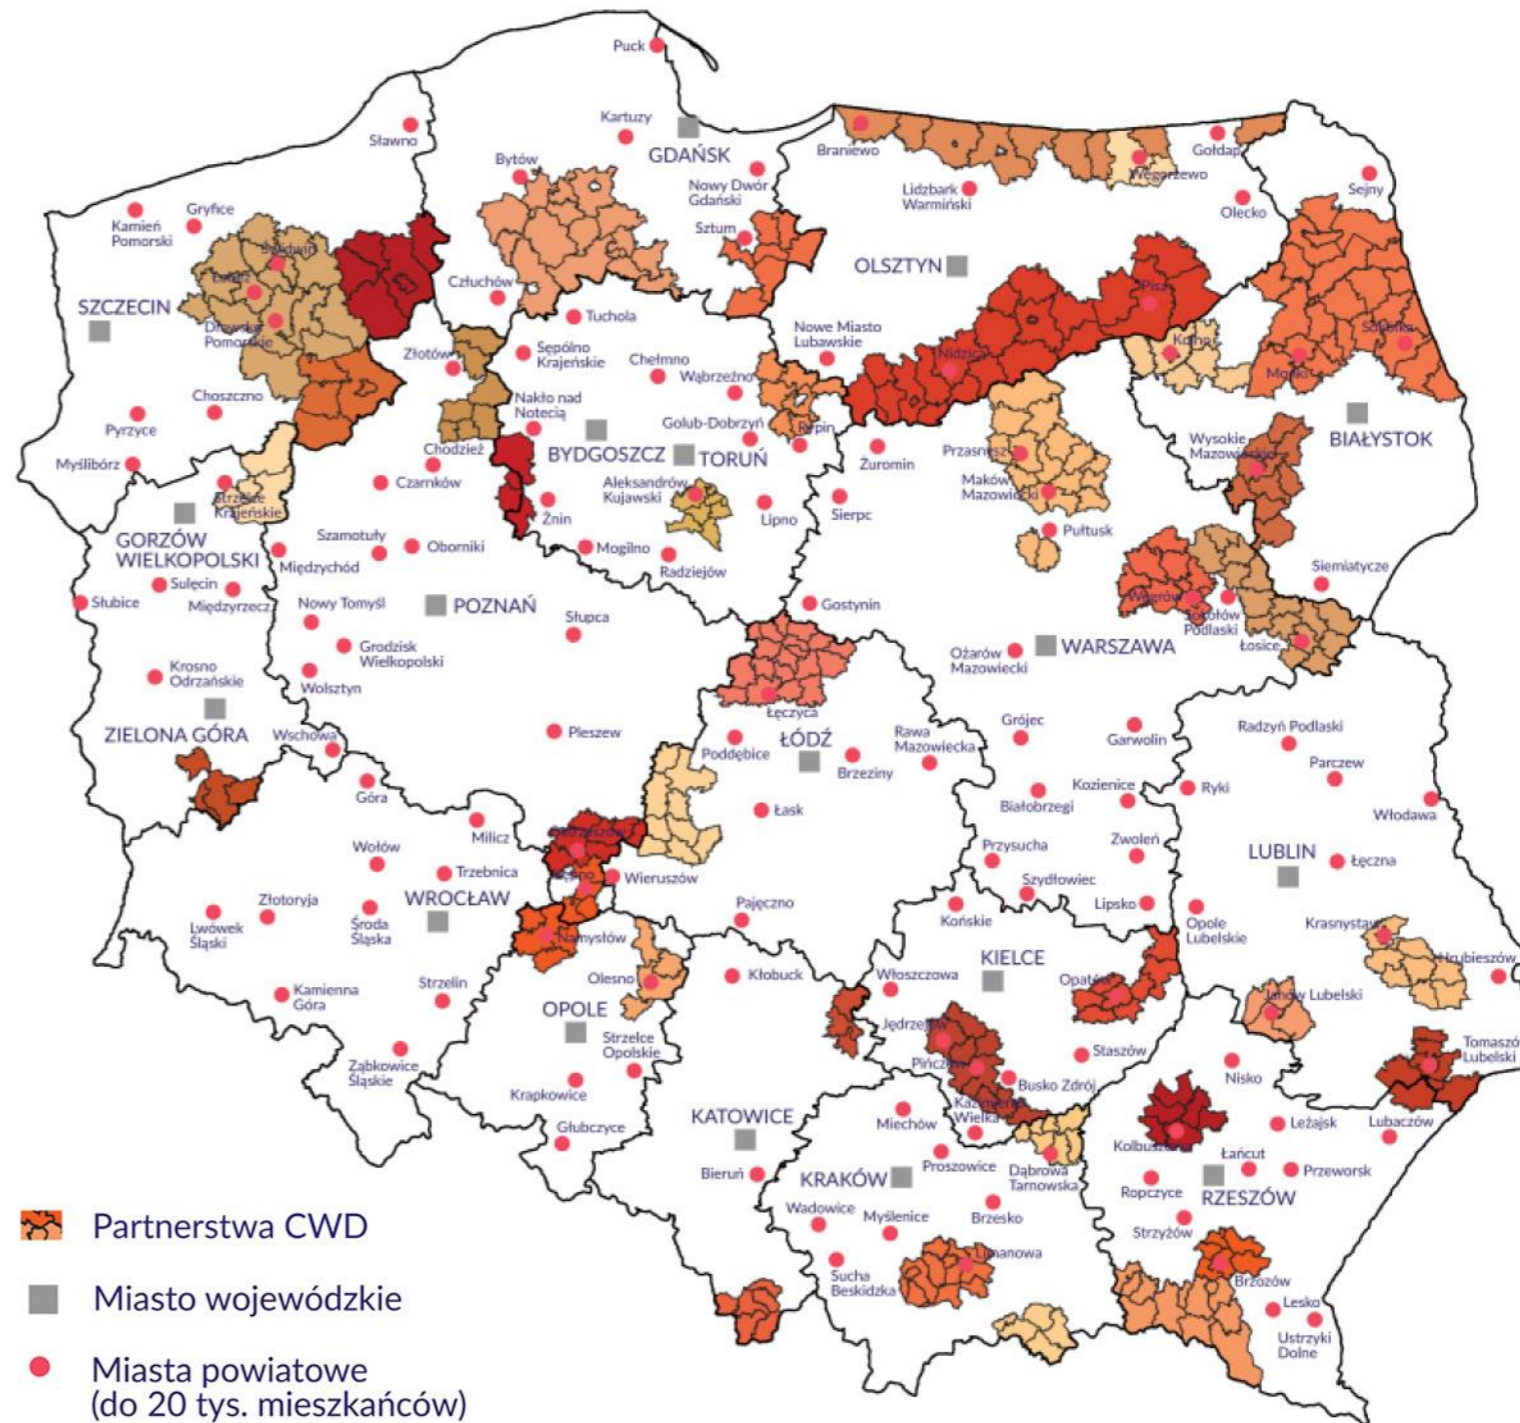 Puck
Sławno
Kartuzy
GDAŃSK
Bytów
Nowy Dwór
Gdański
Braniewo
Gołdap
Węgorzewo
Lidzbark
Warmiński
Olecko
Sejny
Kamień
Pomorski
Gryfice
Świdwin
Łobez
Drawsko
Pomorskie
SZCZECIN
Człuchów
Sztum
OLSZTYN
Pisz
Tuchola
Złotów
Sępólno
Krajeńskie
Chełmno
Wąbrzeźno
Nowe Miasto
Lubawskie
Nidzica
Kolno
Mońki
Sokółka
Choszczno
Pyrzyce
Myślibórz
Nakło nad
Notecią
Chodzież
BYDGOSZCZ
TORUŃ
Golub-Dobrzyń
Rypin
Żuromin
Przasnysz
Maków
Mazowiecki
Wysokie
Mazowieckie
BIAŁYSTOK
Strzelce
Krajeńskie
Czarnków
Aleksandrów
Kujawski
Żnin
Lipno
Sierpc
Pułtusk
GORZÓW
WIELKOPOLSKI
Szamotuły
Oborniki
Międzychód
Mogilno
Radziejów
Siemiatycze
Słubice
Sulęcin
Międzyrzecz
Nowy Tomyśl
POZNAŃ
Słupca
Gostynin
Węgrów
Sokołów
Podlaski
Łosice
Grodzisk
Wielkopolski
Wolsztyn
Ożarów
Mazowiecki
WARSZAWA
Krosno
Odrzańskie
ZIELONA GÓRA
Wschowa
Pleszew
Łęczyca
Poddębice
ŁÓDŹ
Brzeziny
Rawa
Mazowiecka
Grójec
Garwolin
Radzyń Podlaski
Parczew
Góra
Łask
Białobrzegi
Kozienice
Ryki
Włodawa
Milicz
Ostrzeszów
Wołów
Trzebnica
Kępno
Wieruszów
Przysucha
Zwoleń
LUBLIN
Łęczna
Szydłowiec
Lwówek
Śląski
Złotoryja
Środa
Śląska
WROCŁAW
Namysłów
Pajęczno
Końskie
Lipsko
Opole
Lubelskie
Krasnystaw
Hrubieszów
Kamienna
Góra
Strzelin
Olesno
Kłobuck
Włoszczowa
KIELCE
Opatów
Janów Lubelski
OPOLE
Strzelce
Opolskie
Jędrzejów
Pińczów
Staszów
Busko Zdrój
Tomaszó
Lubelski
Ząbkowice
Śląskie
Krapkowice
Głubczyce
KATOWICE
Bieruń
Miechów
Kazimierza
Wielka
Proszowice
Dąbrowa
Tarnowska
Nisko
Kolbuszowa
Leżajsk
Lubaczów
Łańcut
Przeworsk
KRAKÓW
Brzesko
Ropczyce
RZESZÓW
Strzyżów
Wadowice
Myślenice
Sucha
Beskidzka
Limanowa
Brzozów
Lesko
Ustrzyki
Dolne
Partnerstwa CWD
Miasto wojewódzkie
Miasta powiatowe
(do 20 tys. mieszkańców)